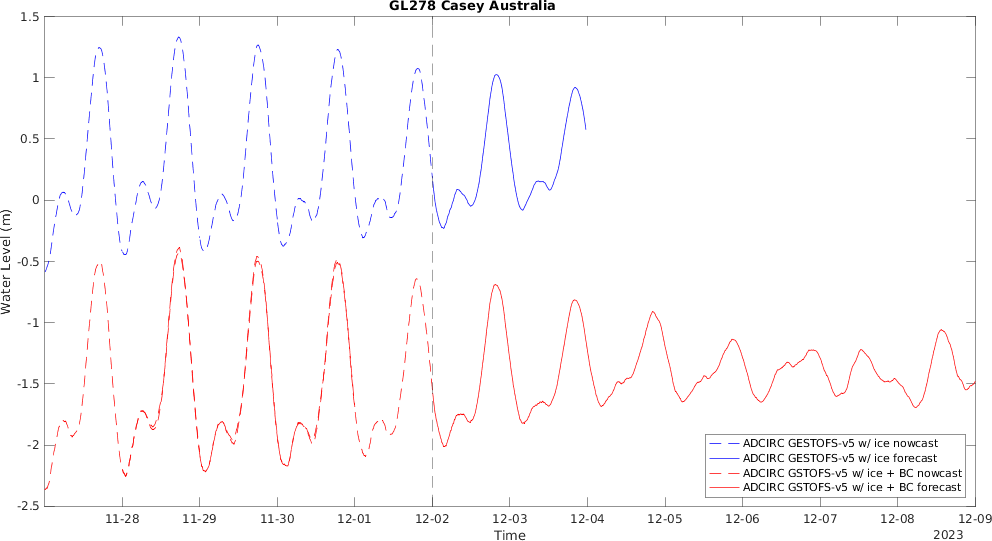 GL278 Casey Australia
1.5
1
0.5
0
-0.5
-1
-1.5
-2
-2.5
Water Level (m)
ADCIRC GESTOFS-v5 w/ ice nowcast
ADCIRC GESTOFS-v5 w/ ice forecast
ADCIRC GSTOFS-v5 w/ ice + BC nowcast
ADCIRC GSTOFS-v5 w/ ice + BC forecast
11-28 11-29 11-30 12-01 12-02 12-03 12-04 12-05 12-06 12-07 12-08 12-09
Time
2023